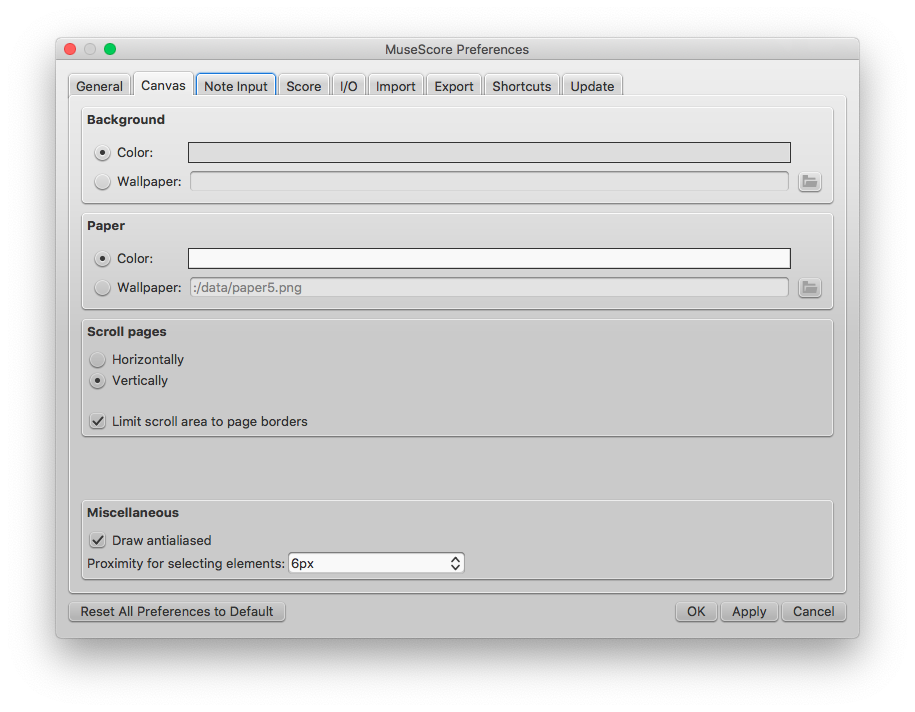 MuseScore Preferences
General Canvas Note Input Score I/O Import Export Shortcuts Update
Background
Color:
Wallpaper:
Paper
Color:
Wallpaper: :/data/paper5.png
Scroll pages
Horizontally
Vertically
Limit scroll area to page borders
Miscellaneous
Draw antialiased
Proximity for selecting elements: 6px
Reset All Preferences to Default OK Apply Cancel